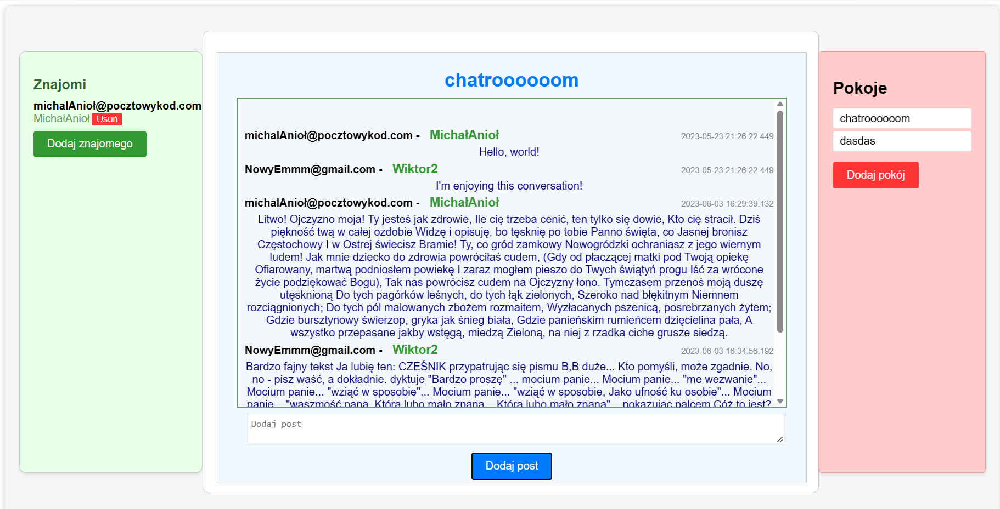 Znajomi
michalAnioł@pocztowykod.com
MichałAnioł Usuń
Dodaj znajomego
chatroooooom
michalAnioł@pocztowykod.com - MichałAnioł 2023-05-23 21:26:22.449
Hello, world!
NowyEmmm@gmail.com - Wiktor2 2023-05-23 21:26:22.449
I'm enjoying this conversation!
michalAnioł@pocztowykod.com - MichałAnioł 2023-06-03 16:29:39.132
Litwo! Ojczyzno moja! Ty jesteś jak zdrowie, Ile cię trzeba cenić, ten tylko się dowie, Kto cię stracił. Dziś
piękność twą w całej ozdobie Widzę i opisuję, bo tęsknię po tobie Panno święta, co Jasnej bronisz
Częstochowy I w Ostrej świecisz Bramie! Ty, co gród zamkowy Nowogródzki ochraniasz z jego wiernym
ludem! Jak mnie dziecko do zdrowia powróciłaś cudem, (Gdy od płaczącej matki pod Twoją opiekę
Ofiarowany, martwą podniosłem powiekę I zaraz mogłem pieszo do Twych świątyń progu Iść za wrócone
życie podziękować Bogu), Tak nas powrócisz cudem na Ojczyzny łono. Tymczasem przenoś moją duszę
utęsknioną Do tych pagórków leśnych, do tych łąk zielonych, Szeroko nad błękitnym Niemnem
rozciągnionych; Do tych pól malowanych zbożem rozmaitem, Wyzłacanych pszenicą, posrebrzanych żytem;
Gdzie bursztynowy świerzop, gryka jak śnieg biała, Gdzie panieńskim rumieńcem dzięcielina pała, A
wszystko przepasane jakby wstęgą, miedzą Zieloną, na niej z rzadka ciche grusze siedzą.
NowyEmmm@gmail.com - Wiktor2 2023-06-03 16:34:56.192
Bardzo fajny tekst Ja lubię ten: CZEŚNIK przypatrując się pismu B,B duże... Kto pomyśli, może zgadnie. No,
no - pisz waść, a dokładnie. dyktuje "Bardzo proszę" ... mocium panie... Mocium panie... "me wezwanie"...
Mocium panie... "wziąć w sposobie"... Mocium panie... "wziąć w sposobie, Jako ufność ku osobie"... Mocium
panie... "waszmość pana, Która lubo mało znana... Która lubo mało znana"... pokazując palcem Cóż to jest?
Dodaj post
Dodaj post
Pokoje
chatroooooom
dasdas
Dodaj pokój